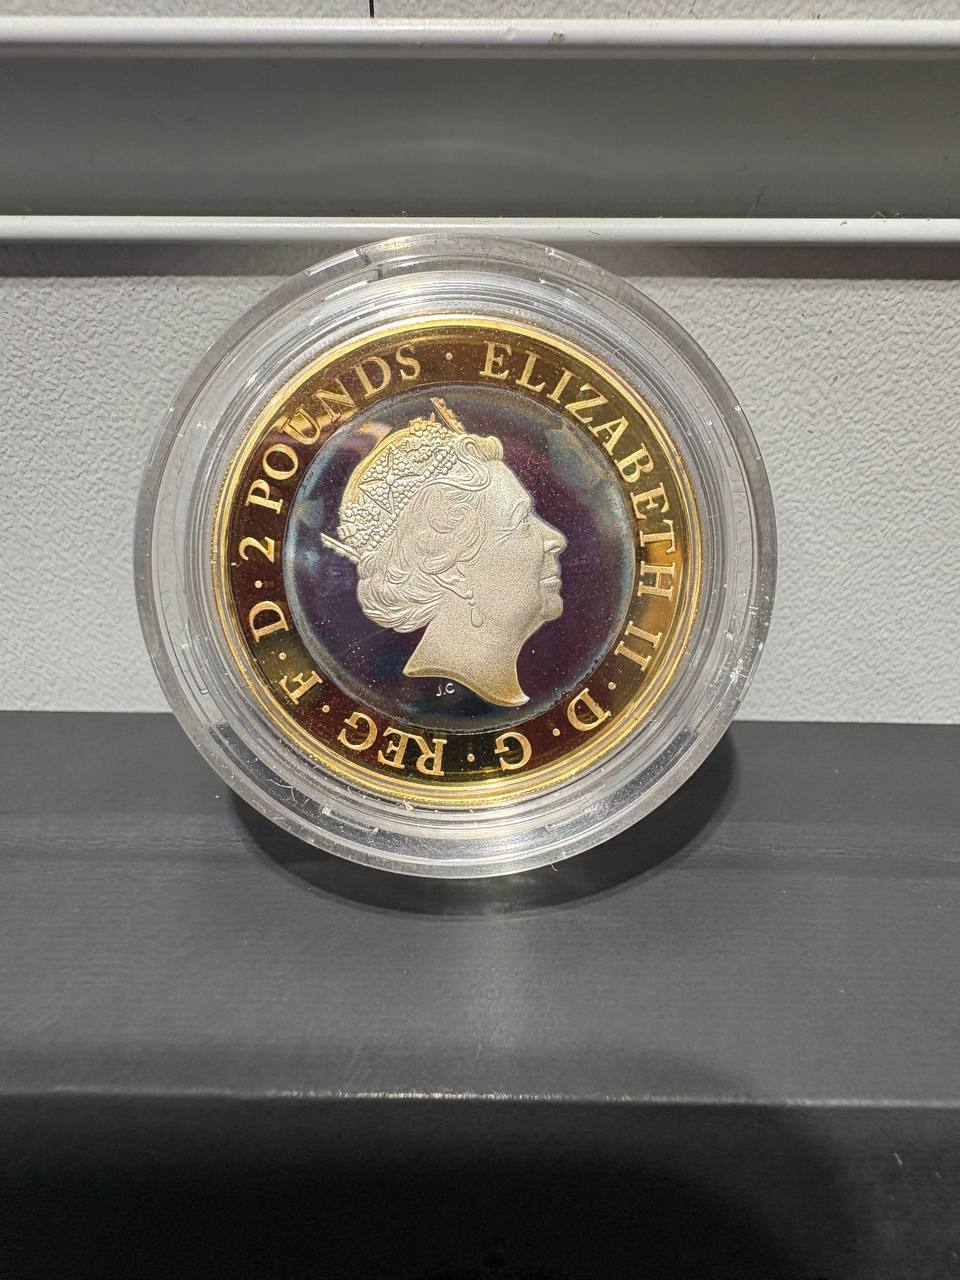 ELIZABETH II · D · G · REG · F · D · 2 POUNDS ·
J.C